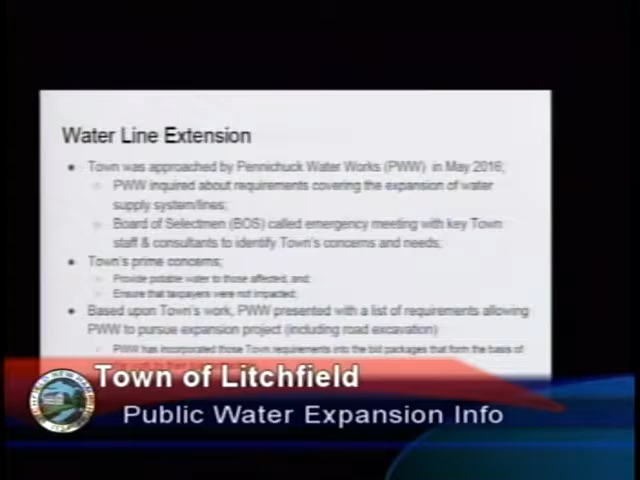 Water Line Extension
• Town was approached by Pennichuck Water Works (PWW) in May 2016;
○ PWW inquired about requirements covering the expansion of water
supply system/lines;
○ Board of Selectmen (BOS) called emergency meeting with key Town
staff & consultants to identify Town's concerns and needs;
• Town's prime concerns;
○ Provide potable water to those affected, and;
○ Ensure that taxpayers were not impacted;
• Based upon Town's work, PWW presented with a list of requirements allowing
PWW to pursue expansion project (including road excavation)
○ PWW has incorporated those Town requirements into the bid packages that form the basis of
Town of Litchfield
Public Water Expansion Info